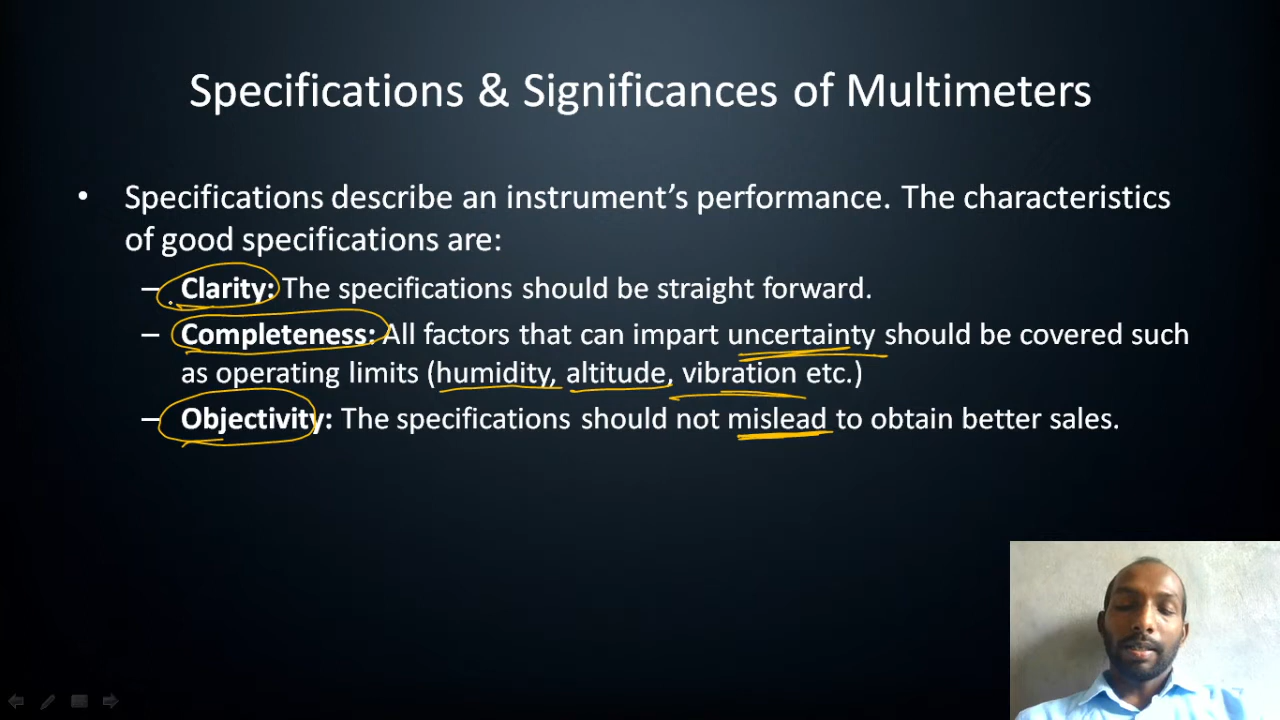 Specifications & Significances of Multimeters
• Specifications describe an instrument’s performance. The characteristics
of good specifications are:
– Clarity: The specifications should be straight forward.
– Completeness: All factors that can impart uncertainty should be covered such
as operating limits (humidity, altitude, vibration etc.)
– Objectivity: The specifications should not mislead to obtain better sales.